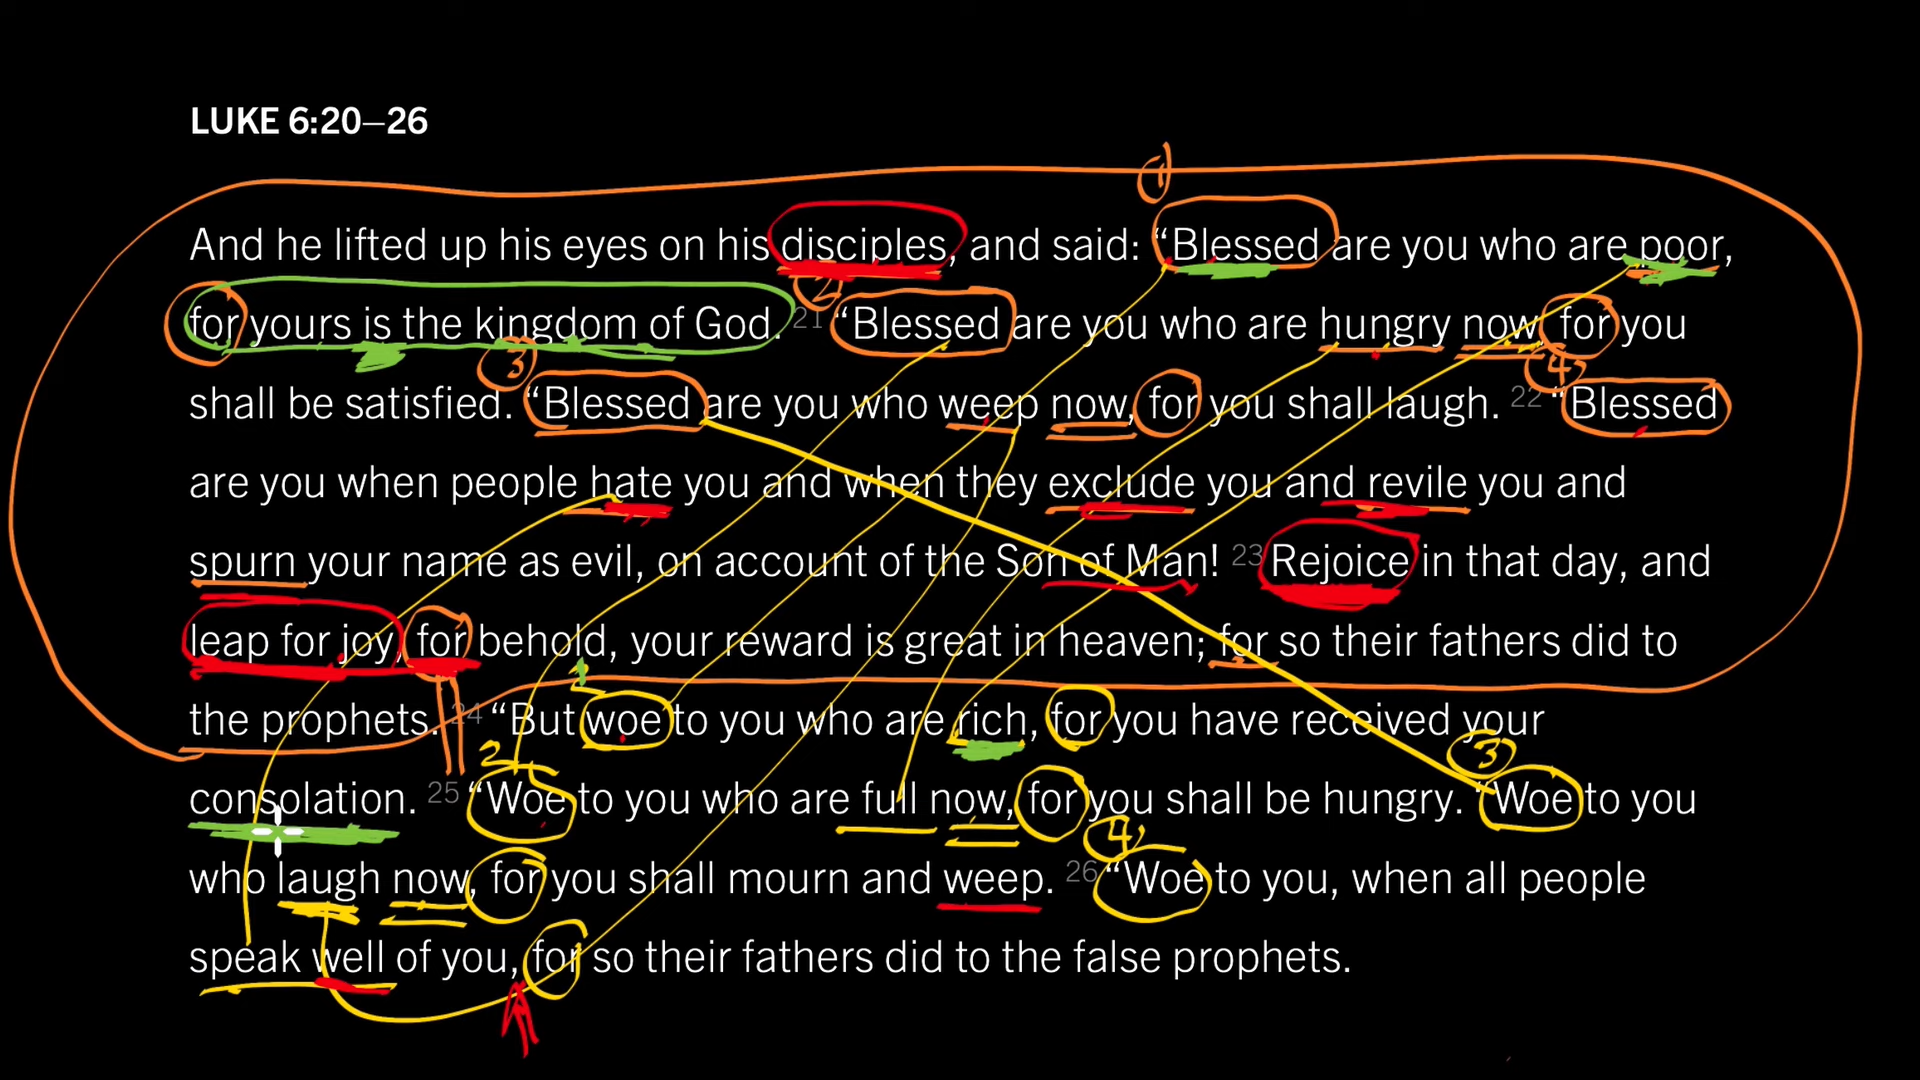 LUKE 6:20–26
1
And he lifted up his eyes on his disciples, and said: “Blessed are you who are poor,
2
for yours is the kingdom of God. 21 “Blessed are you who are hungry now, for you
3 4
shall be satisfied. “Blessed are you who weep now, for you shall laugh. 22 “Blessed
are you when people hate you and when they exclude you and revile you and
spurn your name as evil, on account of the Son of Man! 23 Rejoice in that day, and
leap for joy, for behold, your reward is great in heaven; for so their fathers did to
1
the prophets. 24 “But woe to you who are rich, for you have received your
2 3
consolation. 25 “Woe to you who are full now, for you shall be hungry. “Woe to you
4
who laugh now, for you shall mourn and weep. 26 “Woe to you, when all people
speak well of you, for so their fathers did to the false prophets.